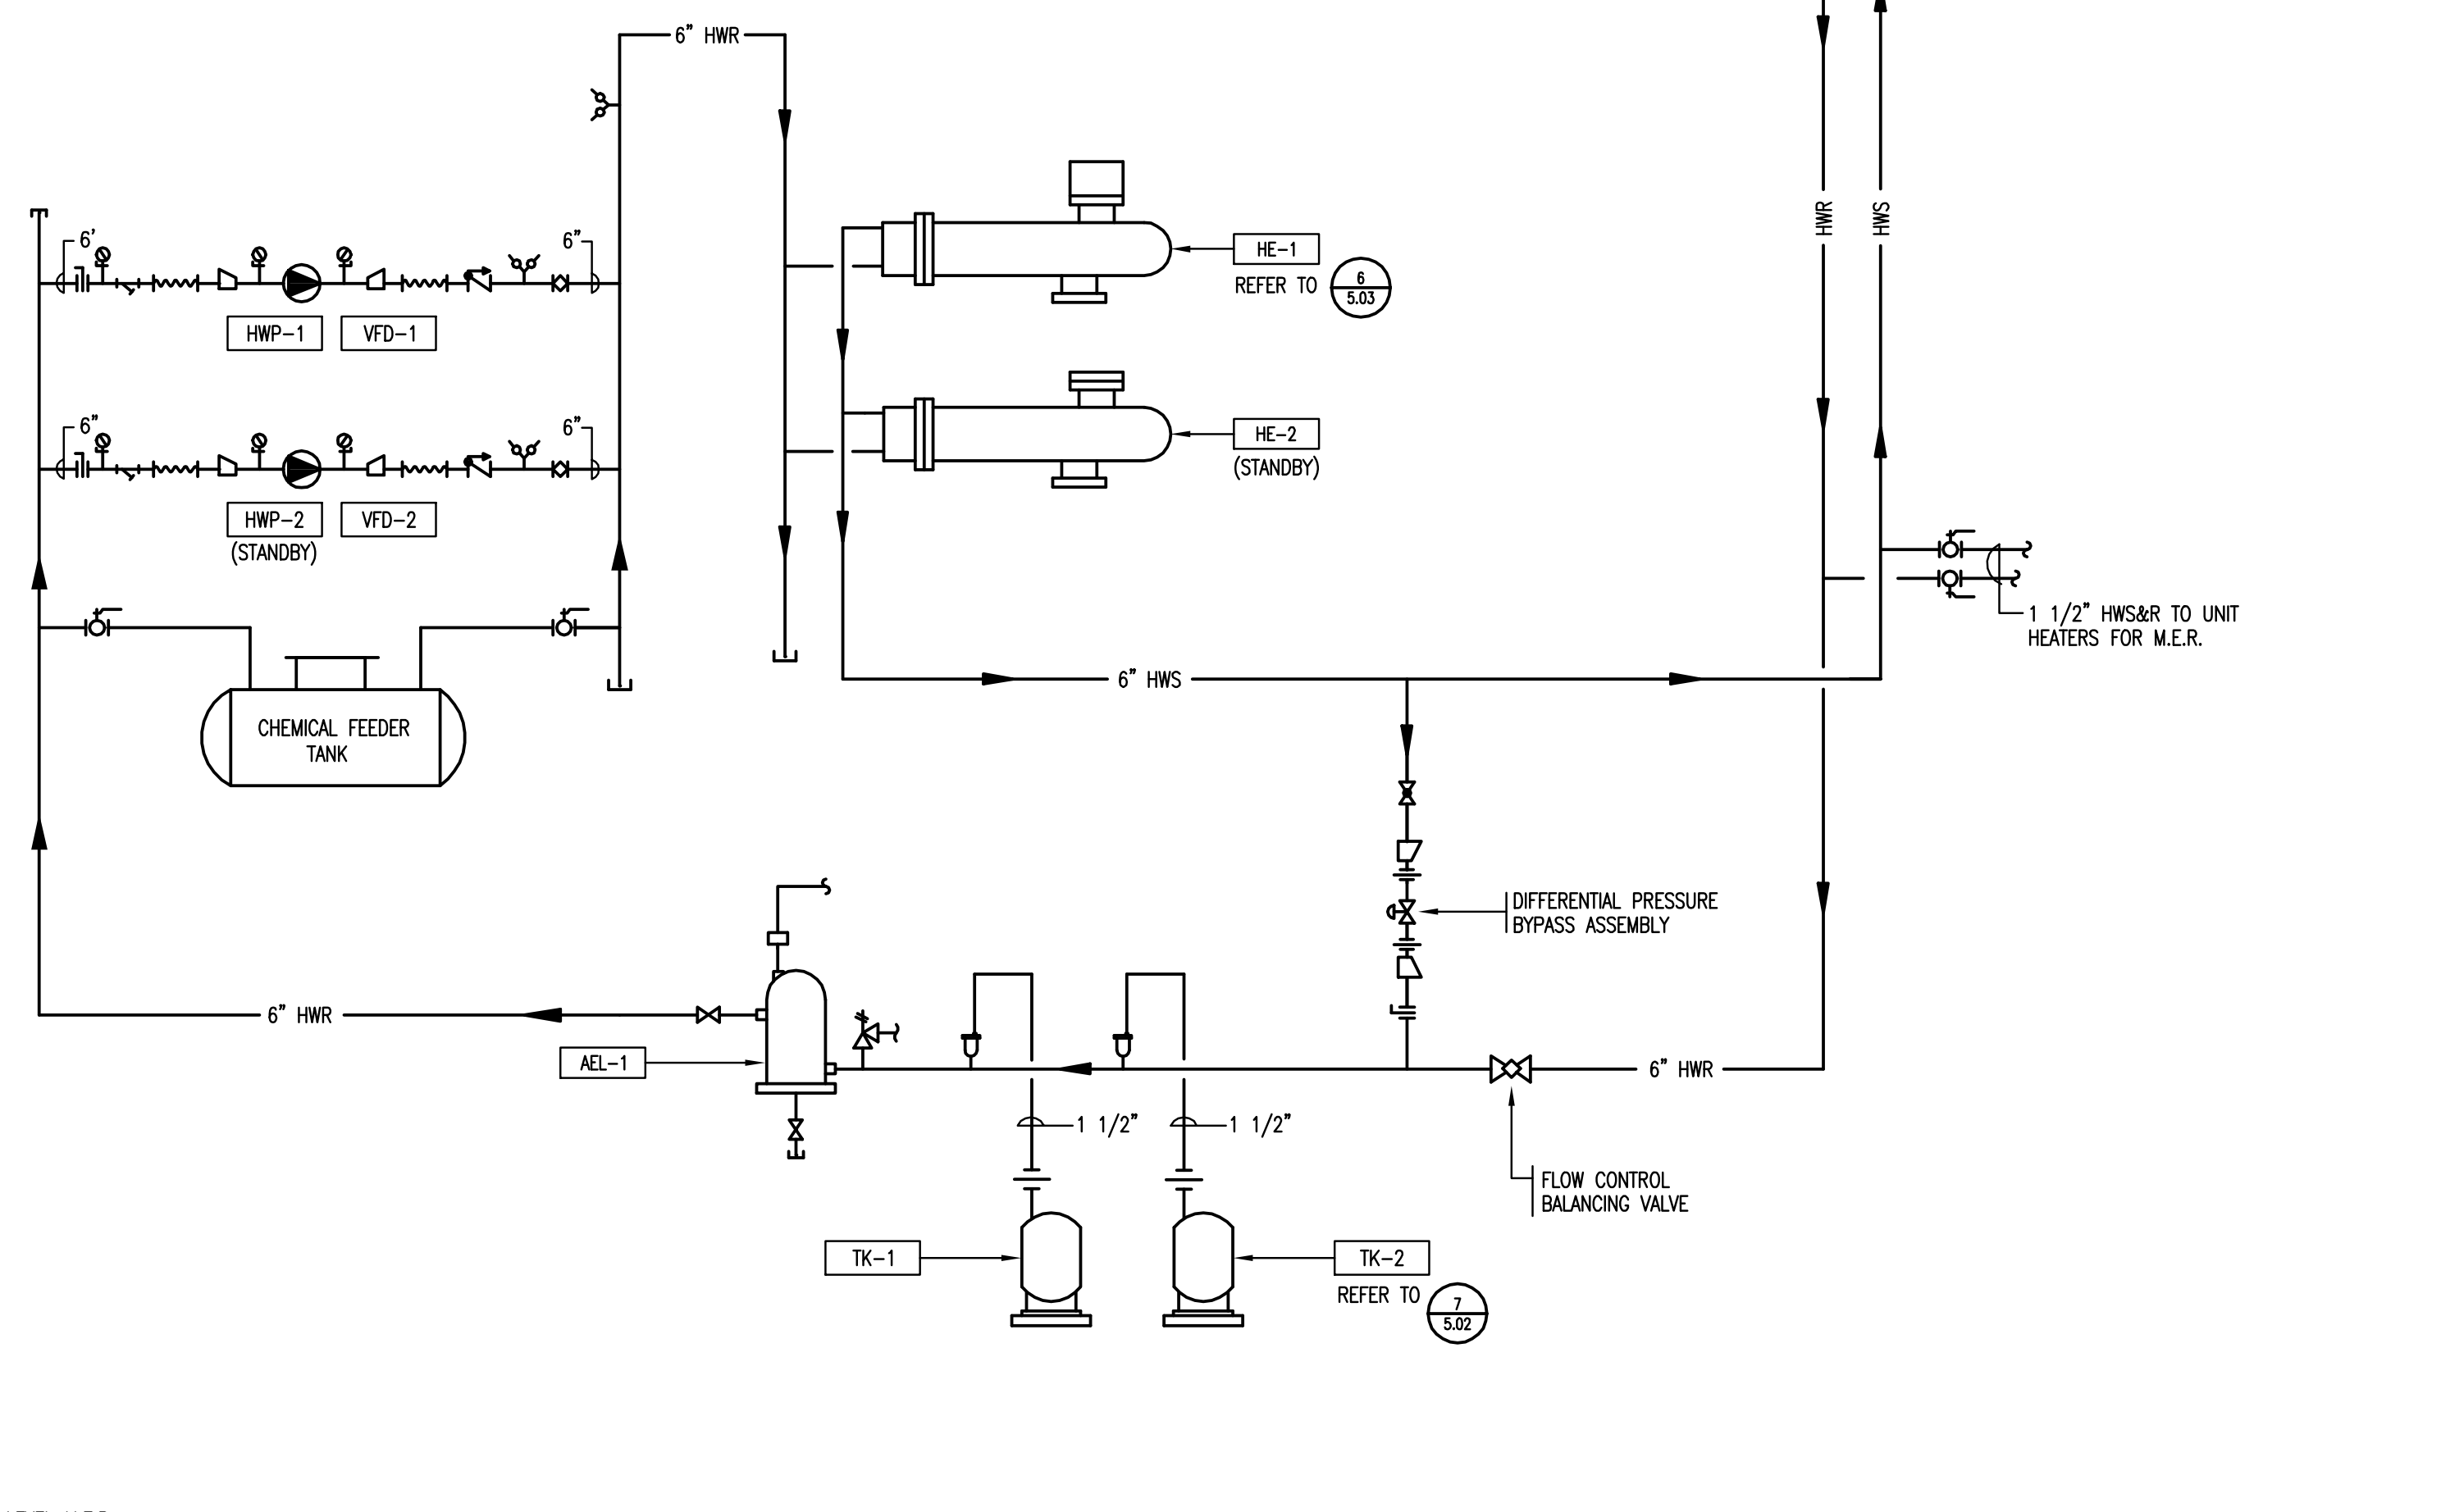 6" HWR
6'
6"
HWP-1
VFD-1
6"
6"
HWP-2
VFD-2
(STANDBY)
HE-1
REFER TO
6
5.03
HE-2
(STANDBY)
HWR
HWS
1 1/2" HWS&R TO UNIT
HEATERS FOR M.E.R.
6" HWS
CHEMICAL FEEDER
TANK
DIFFERENTIAL PRESSURE
BYPASS ASSEMBLY
6" HWR
AEL-1
6" HWR
1 1/2"
1 1/2"
FLOW CONTROL
BALANCING VALVE
TK-1
TK-2
REFER TO
7
5.02